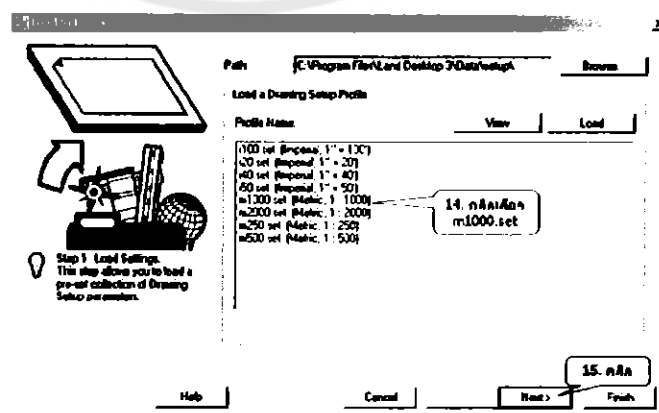 Path: C:\Program Files\Land Desktop 3\Data\setup\ Browse
Load a Drawing Setup Profile
Profile Name: View Load
i100.set (Imperial, 1" = 100')
i20.set (Imperial, 1" = 20')
i40.set (Imperial, 1" = 40')
i50.set (Imperial, 1" = 50')
m1000.set (Metric, 1 : 1000)
m2000.set (Metric, 1 : 2000)
m250.set (Metric, 1 : 250)
m500.set (Metric, 1 : 500)
14. คลิกเลือก
m1000.set
Step 1: Load Settings.
This step allows you to load a
pre-set collection of Drawing
Setup parameters.
15. คลิก
Help Cancel Next > Finish